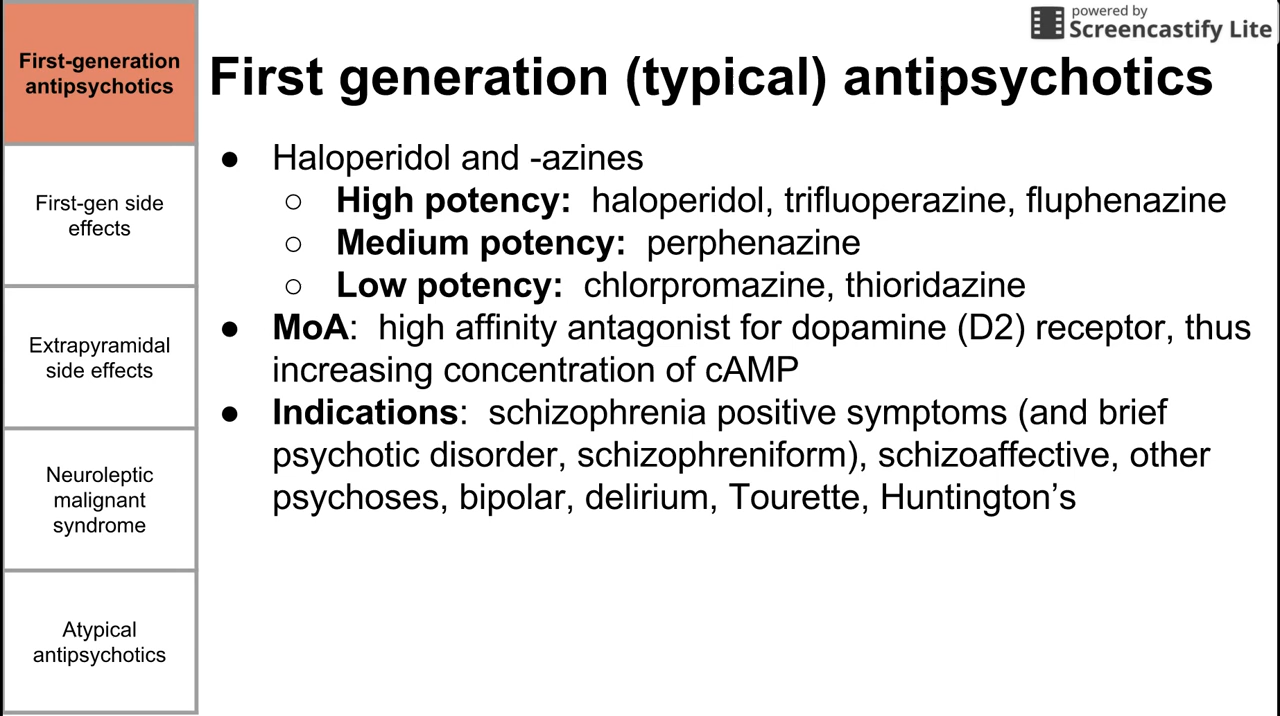 powered by
Screencastify Lite
First-generation
antipsychotics
First-gen side
effects
Extrapyramidal
side effects
Neuroleptic
malignant
syndrome
Atypical
antipsychotics
First generation (typical) antipsychotics
● Haloperidol and -azines
○ High potency: haloperidol, trifluoperazine, fluphenazine
○ Medium potency: perphenazine
○ Low potency: chlorpromazine, thioridazine
● MoA: high affinity antagonist for dopamine (D2) receptor, thus
increasing concentration of cAMP
● Indications: schizophrenia positive symptoms (and brief
psychotic disorder, schizophreniform), schizoaffective, other
psychoses, bipolar, delirium, Tourette, Huntington’s